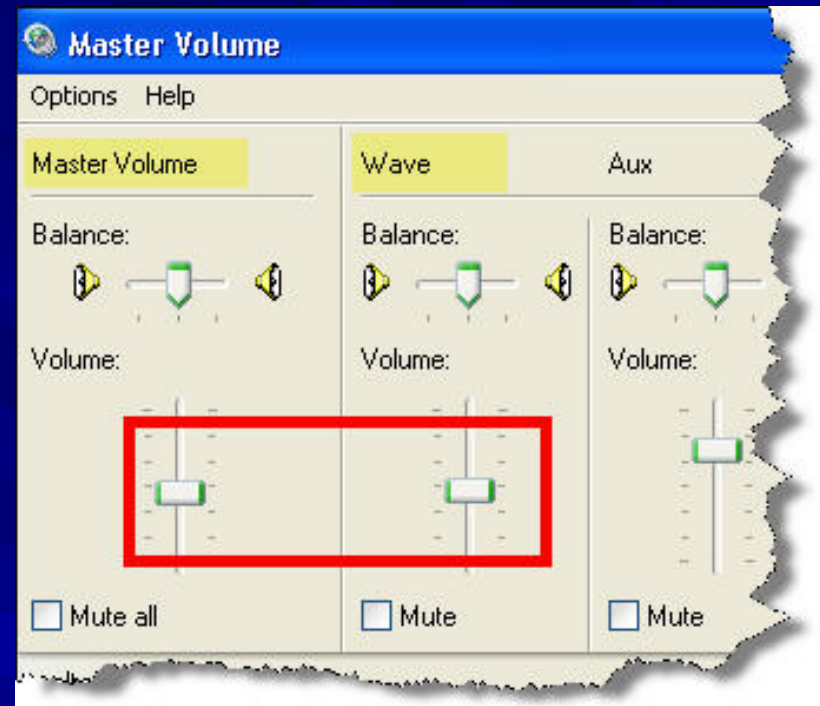 Master Volume
Options Help
Master Volume Wave Aux
Balance: Balance: Balance:
Volume: Volume: Volume:
Mute all Mute Mute